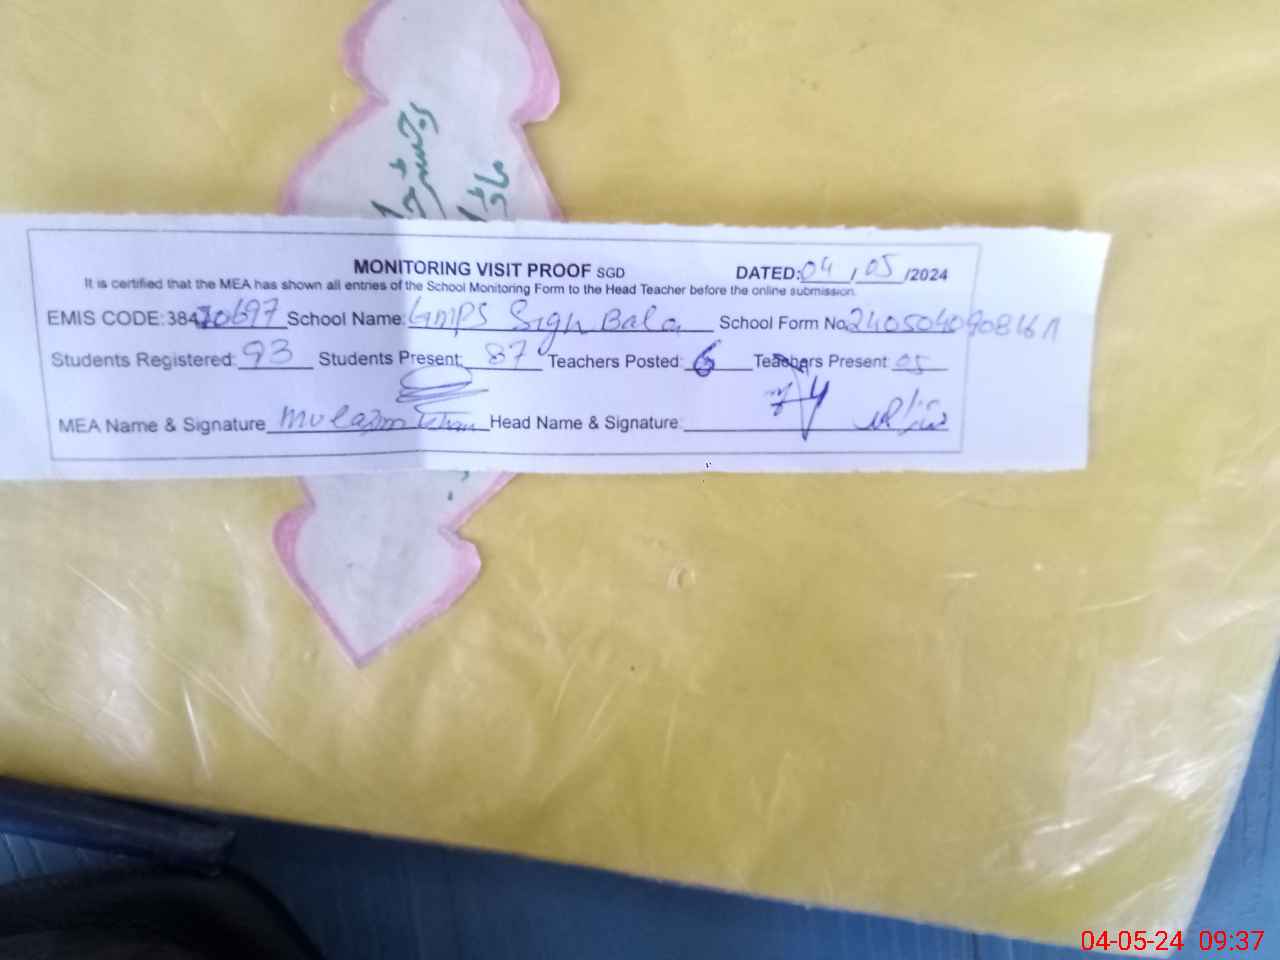 MONITORING VISIT PROOF SGD DATED: 04 / 05 /2024
It is certified that the MEA has shown all entries of the School Monitoring Form to the Head Teacher before the online submission.
EMIS CODE: 38410697 School Name: GMPS Sigh Bala School Form No. 240504090816M
Students Registered: 93 Students Present: 87 Teachers Posted: 6 Teachers Present: 05
MEA Name & Signature Mulazim Head Name & Signature:
04-05-24 09:37